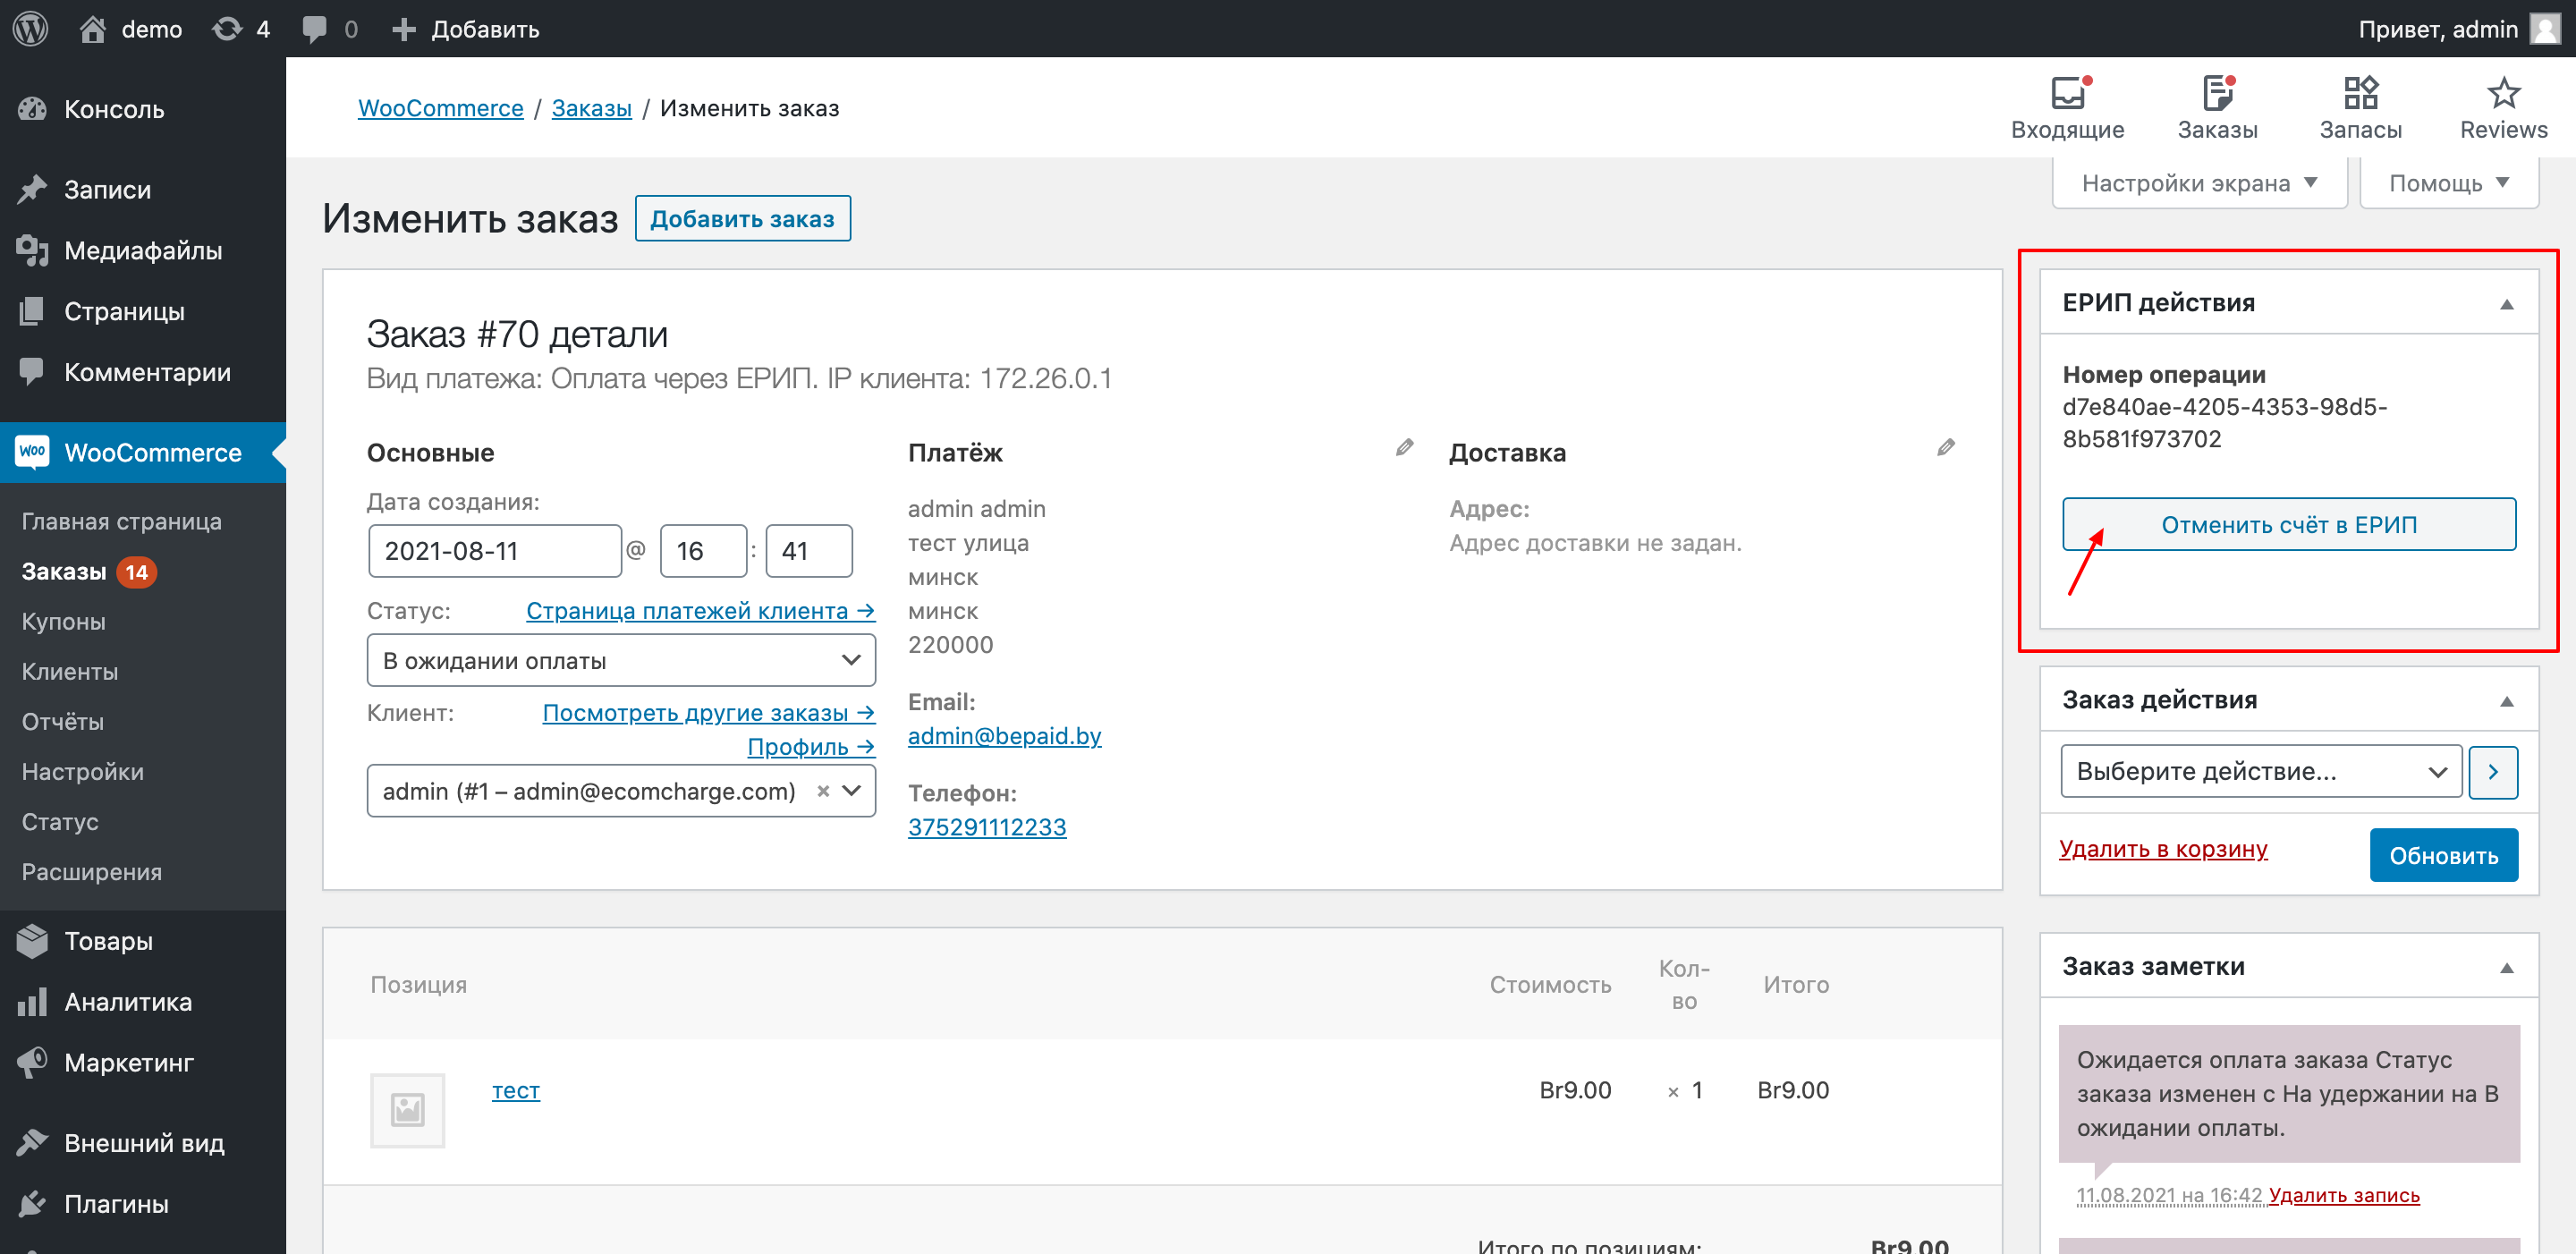 demo
4
0
Добавить
Привет, admin
Консоль
Записи
Медиафайлы
Страницы
Комментарии
Woo
WooCommerce
Главная страница
Заказы 14
Купоны
Клиенты
Отчёты
Настройки
Статус
Расширения
Товары
Аналитика
Маркетинг
Внешний вид
Плагины
WooCommerce / Заказы / Изменить заказ
Входящие
Заказы
Запасы
Reviews
Настройки экрана
Помощь
Изменить заказ
Добавить заказ
Заказ #70 детали
Вид платежа: Оплата через ЕРИП. IP клиента: 172.26.0.1
Основные
Дата создания:
2021-08-11 @ 16 : 41
Статус: Страница платежей клиента →
В ожидании оплаты
Клиент: Посмотреть другие заказы →
Профиль →
admin (#1 – admin@ecomcharge.com) ×
Платёж
admin admin
тест улица
минск
минск
220000
Email:
admin@bepaid.by
Телефон:
375291112233
Доставка
Адрес:
Адрес доставки не задан.
Позиция
Стоимость
Кол-
во
Итого
тест
Br9.00
× 1
Br9.00
Итого по позициям:
Br9.00
ЕРИП действия
Номер операции
d7e840ae-4205-4353-98d5-
8b581f973702
Отменить счёт в ЕРИП
Заказ действия
Выберите действие...
Удалить в корзину
Обновить
Заказ заметки
Ожидается оплата заказа Статус
заказа изменен с На удержании на В
ожидании оплаты.
11.08.2021 на 16:42 Удалить запись